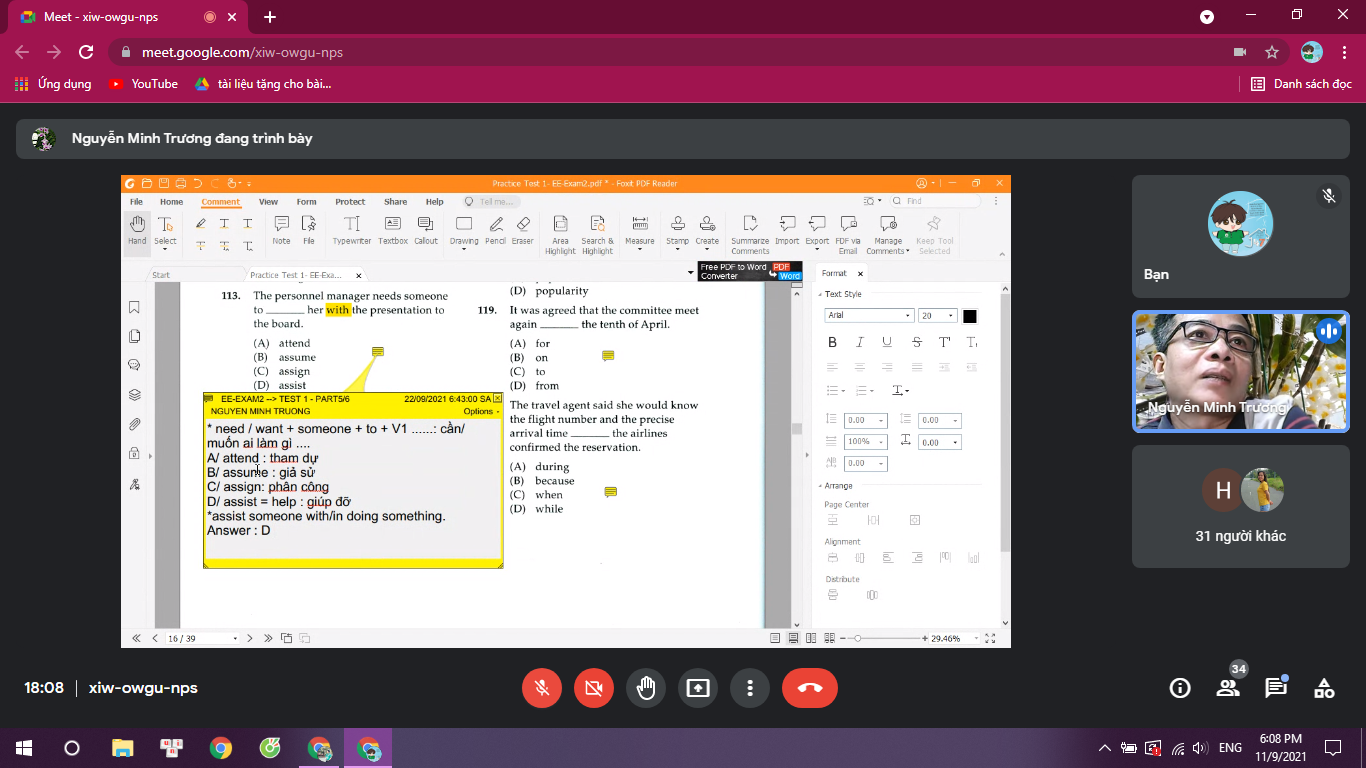 Meet - xiw-owgu-nps
meet.google.com/xiw-owgu-nps
Ứng dụng YouTube tài liệu tặng cho bài... Danh sách đọc
Nguyễn Minh Trương đang trình bày
Practice Test 1- EE-Exam2.pdf * - Foxit PDF Reader
File Home Comment View Form Protect Share Help Tell me... Find
Hand Select Note File Typewriter Textbox Callout Drawing Pencil Eraser Area Highlight Search & Highlight Measure Stamp Create Summarize Comments Import Export FDF via Email Manage Comments Keep Tool Selected
Start Practice Test 1- EE-Exa...
Free PDF to Word Converter PDF Word
113. The personnel manager needs someone
to ______ her with the presentation to
the board.
(A) attend
(B) assume
(C) assign
(D) assist
EE-EXAM2 --> TEST 1 - PART5/6 22/09/2021 6:43:00 SA
NGUYEN MINH TRUONG Options
* need / want + someone + to + V1 ......: cần/
muốn ai làm gì ....
A/ attend : tham dự
B/ assume : giả sử
C/ assign: phân công
D/ assist = help : giúp đỡ
*assist someone with/in doing something.
Answer : D
(D) popularity
119. It was agreed that the committee meet
again ______ the tenth of April.
(A) for
(B) on
(C) to
(D) from
The travel agent said she would know
the flight number and the precise
arrival time ______ the airlines
confirmed the reservation.
(A) during
(B) because
(C) when
(D) while
Format
Text Style
Arial 20
B I U S T T
T
0.00 0.00
100% 0.00
0.00
Arrange
Page Center
Alignment
Distribute
16 / 39 29.46%
Bạn
Nguyễn Minh Trương
H
31 người khác
18:08 xiw-owgu-nps
34
ENG
6:08 PM
11/9/2021